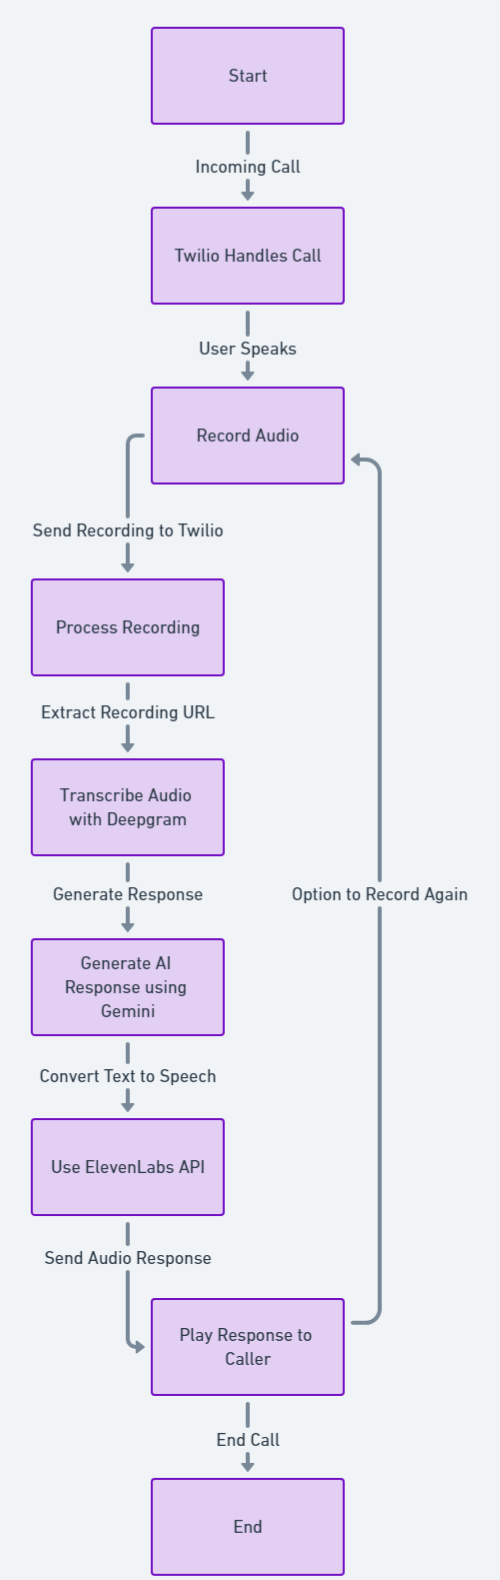 Start
Incoming Call
Twilio Handles Call
User Speaks
Record Audio
Send Recording to Twilio
Process Recording
Extract Recording URL
Transcribe Audio
with Deepgram
Generate Response
Option to Record Again
Generate AI
Response using
Gemini
Convert Text to Speech
Use ElevenLabs API
Send Audio Response
Play Response to
Caller
End Call
End